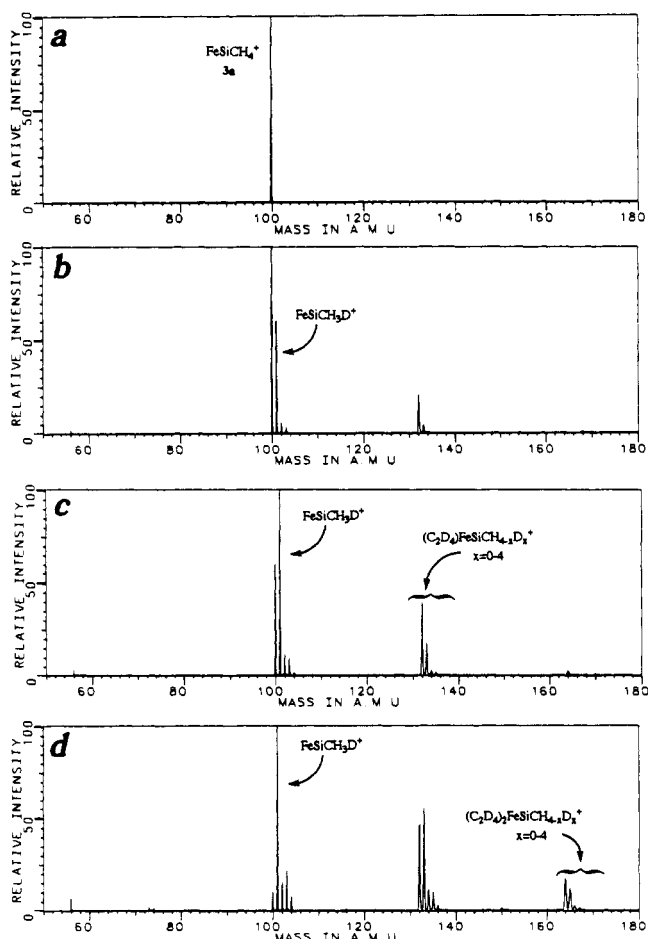 a
RELATIVE INTENSITY
0 50 100
FeSiCH₄⁺
3a
60 80 100 120 140 160 180
MASS IN A M U
b
RELATIVE INTENSITY
0 50 100
FeSiCH₃D⁺
60 80 100 120 140 160 180
MASS IN A M U
c
RELATIVE INTENSITY
0 50 100
FeSiCH₃D⁺
(C₂D₄)FeSiCH₄₋ₓDₓ⁺
x=0-4
60 80 100 120 140 160 180
MASS IN A M U
d
RELATIVE INTENSITY
0 50 100
FeSiCH₃D⁺
(C₂D₄)₂FeSiCH₄₋ₓDₓ⁺
x=0-4
60 80 100 120 140 160 180
MASS IN A M U